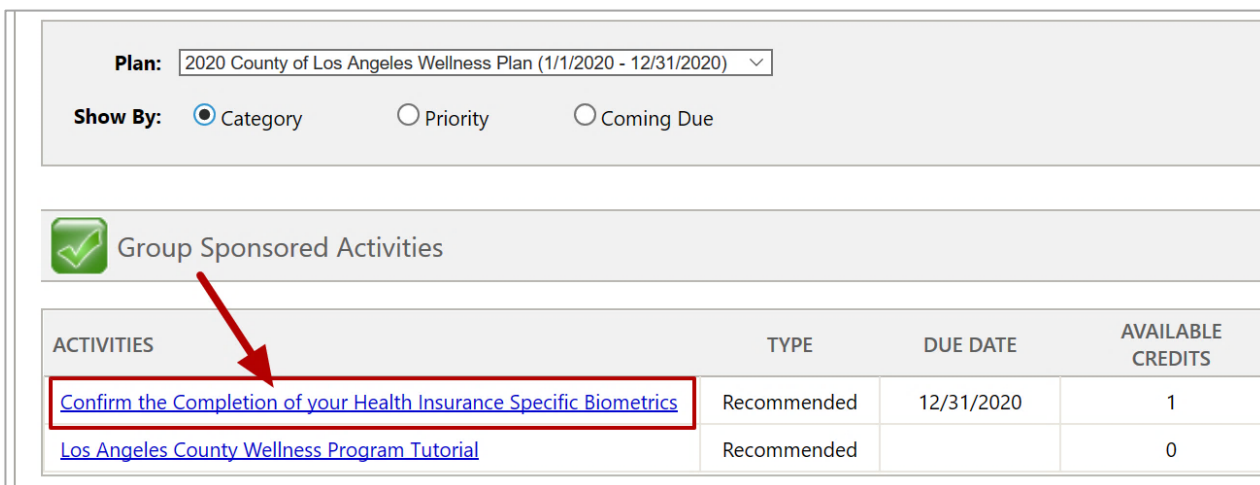 Plan: 2020 County of Los Angeles Wellness Plan (1/1/2020 - 12/31/2020)
Show By: Category Priority Coming Due
Group Sponsored Activities
ACTIVITIES TYPE DUE DATE AVAILABLE CREDITS
Confirm the Completion of your Health Insurance Specific Biometrics Recommended 12/31/2020 1
Los Angeles County Wellness Program Tutorial Recommended 0